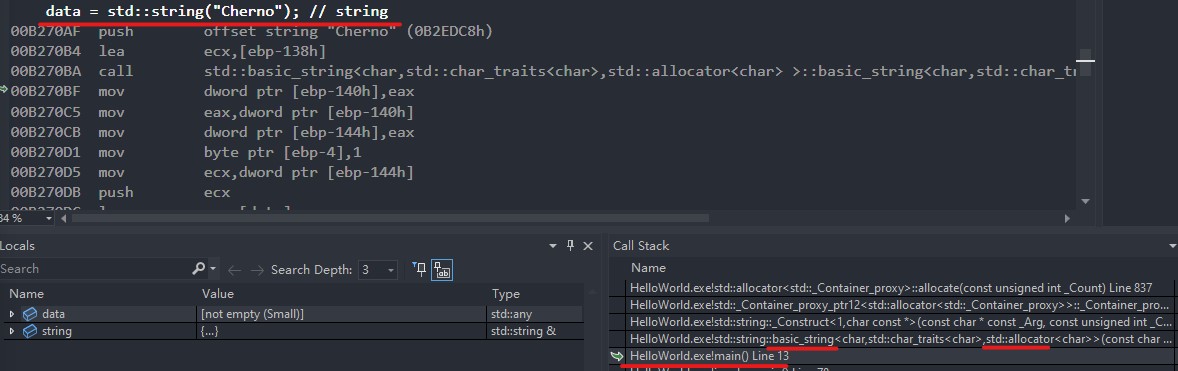 data = std::string("Cherno"); // string
00B270AF push offset string "Cherno" (0B2EDC8h)
00B270B4 lea ecx,[ebp-138h]
00B270BA call std::basic_string<char,std::char_traits<char>,std::allocator<char> >::basic_string<char,std::char_tr
00B270BF mov dword ptr [ebp-140h],eax
00B270C5 mov eax,dword ptr [ebp-140h]
00B270CB mov dword ptr [ebp-144h],eax
00B270D1 mov byte ptr [ebp-4],1
00B270D5 mov ecx,dword ptr [ebp-144h]
00B270DB push ecx
34 %
Locals
Search Search Depth: 3
Name Value Type
data [not empty (Small)] std::any
string {...} std::string &
Call Stack
Name
HelloWorld.exe!std::allocator<std::_Container_proxy>::allocate(const unsigned int _Count) Line 837
HelloWorld.exe!std::_Container_proxy_ptr12<std::allocator<std::_Container_proxy>>::_Container_pro...
HelloWorld.exe!std::string::_Construct<1,char const *>(const char * const _Arg, const unsigned int _C...
HelloWorld.exe!std::string::basic_string<char,std::char_traits<char>,std::allocator<char>>(const char ...
HelloWorld.exe!main() Line 13